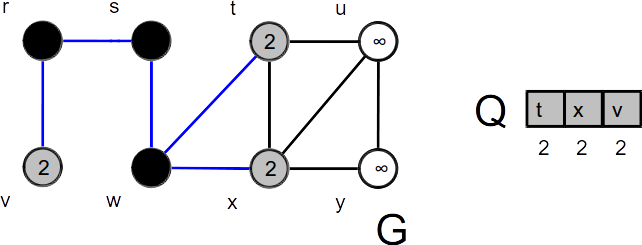 r s t u
2 ∞
2 2 ∞
v w x y
G
Q t x v
2 2 2